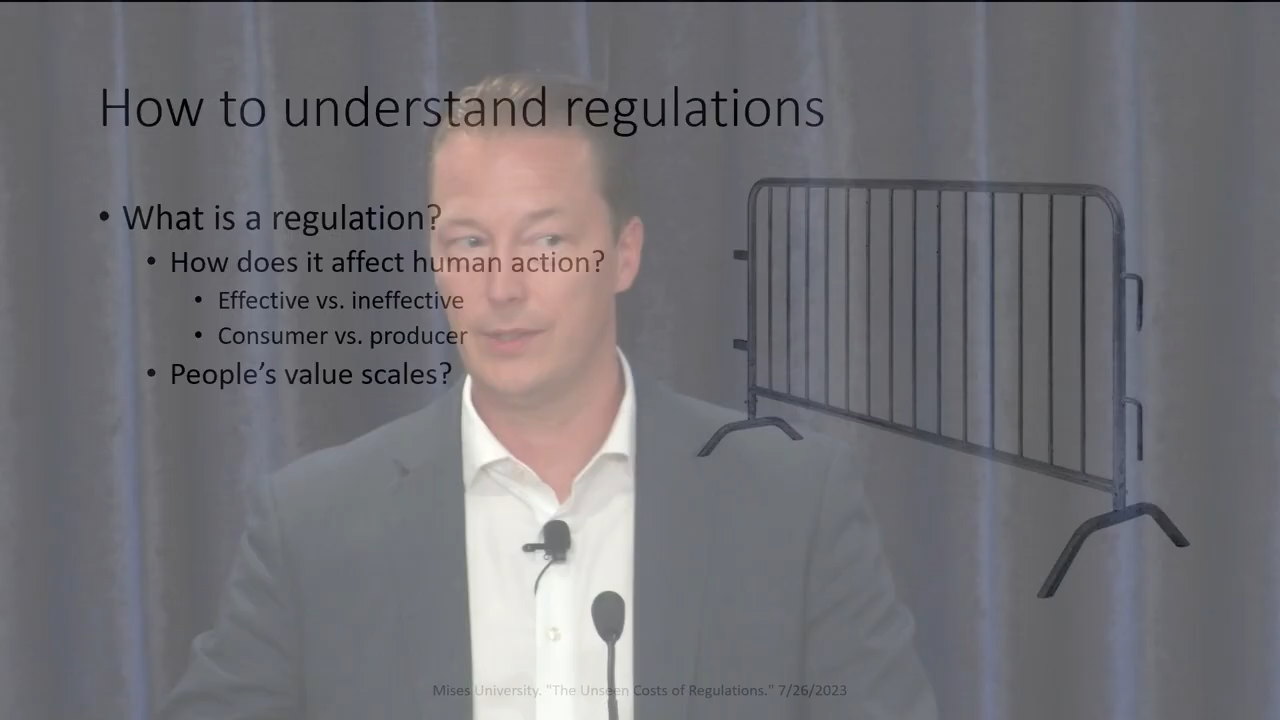 How to understand regulations
• What is a regulation?
• How does it affect human action?
• Effective vs. ineffective
• Consumer vs. producer
• People’s value scales?
Mises University. "The Unseen Costs of Regulations." 7/26/2023